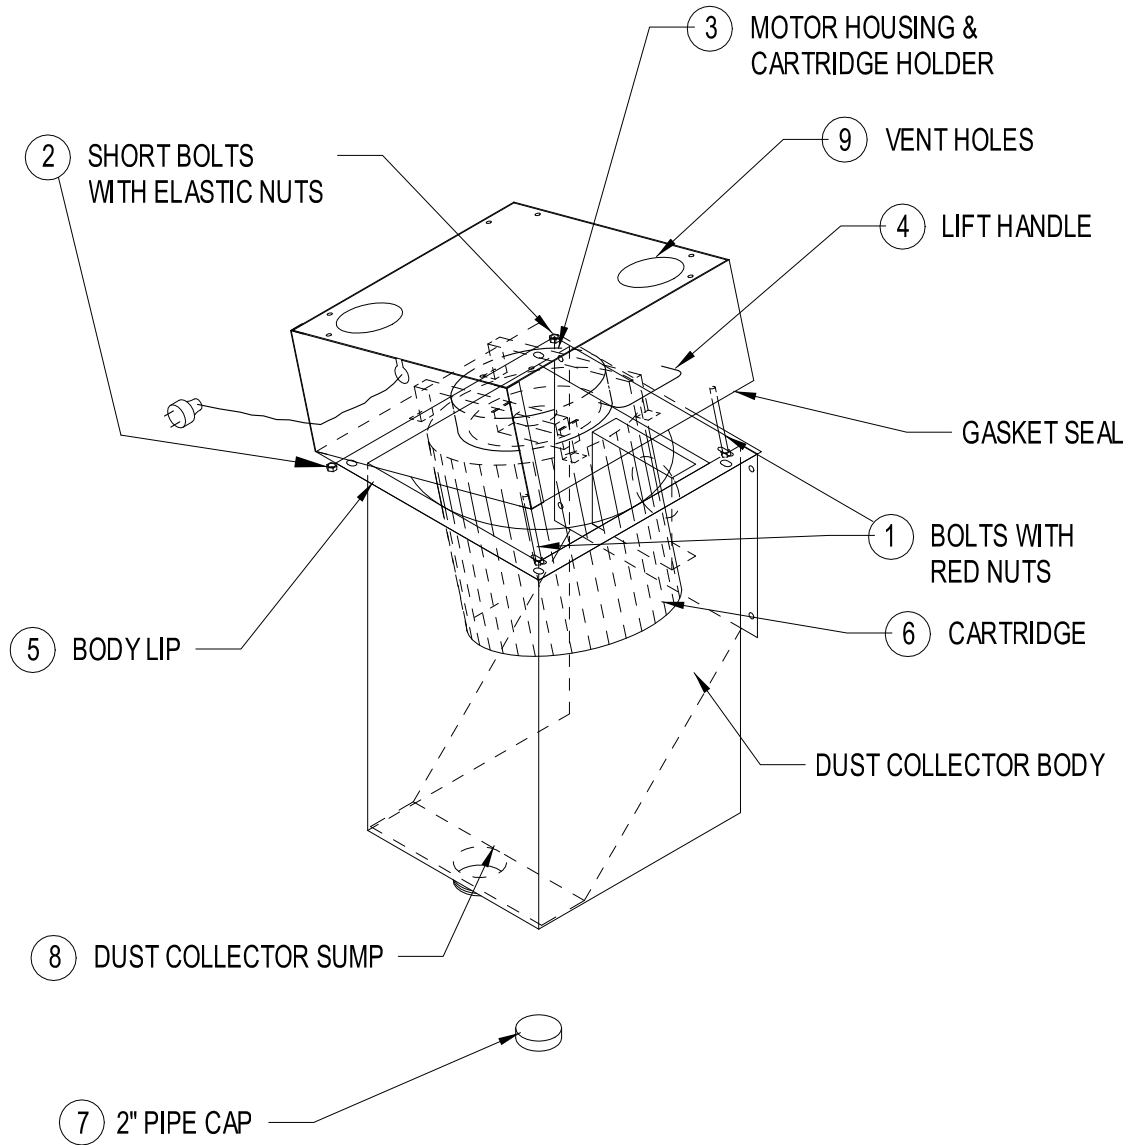 3 MOTOR HOUSING &
CARTRIDGE HOLDER
9 VENT HOLES
2 SHORT BOLTS
WITH ELASTIC NUTS
4 LIFT HANDLE
GASKET SEAL
1 BOLTS WITH
RED NUTS
6 CARTRIDGE
5 BODY LIP
DUST COLLECTOR BODY
8 DUST COLLECTOR SUMP
7 2" PIPE CAP